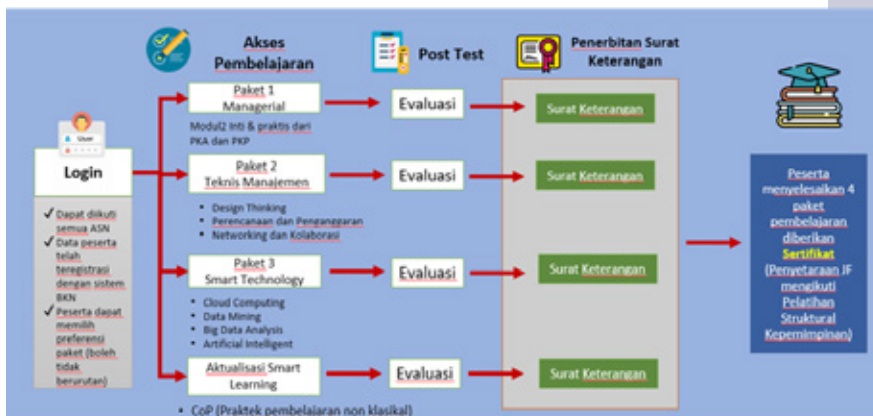 Akses
Pembelajaran
Post Test
Penerbitan Surat
Keterangan
User
Login
✓ Dapat diikuti
semua ASN
✓ Data peserta
telah
teregistrasi
dengan sistem
BKN
✓ Peserta dapat
memilih
preferensi
paket (boleh
tidak
berurutan)
Paket 1
Managerial
Modul2 Inti & praktis dari
PKA dan PKP
Evaluasi
Surat Keterangan
Paket 2
Teknis Manajemen
• Design Thinking
• Perencanaan dan Penganggaran
• Networking dan Kolaborasi
Evaluasi
Surat Keterangan
Paket 3
Smart Technology
• Cloud Computing
• Data Mining
• Big Data Analysis
• Artificial Intelligent
Evaluasi
Surat Keterangan
Aktualisasi Smart
Learning
• CoP (Praktek pembelajaran non klasikal)
Evaluasi
Surat Keterangan
Peserta
menyelesaikan 4
paket
pembelajaran
diberikan
Sertifikat
(Penyetaraan JF
mengikuti
Pelatihan
Struktural
Kepemimpinan)